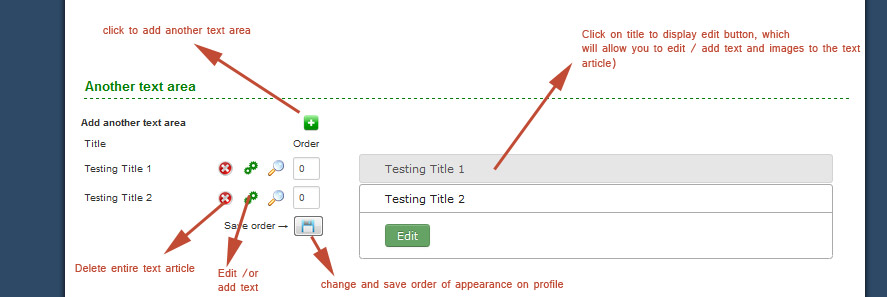 click to add another text area
Click on title to display edit button, which
will allow you to edit / add text and images to the text
article)
Another text area
Add another text area
Title
Order
Testing Title 1
0
Testing Title 2
0
Save order →
Testing Title 1
Testing Title 2
Edit
Delete entire text article
Edit /or
add text
change and save order of appearance on profile